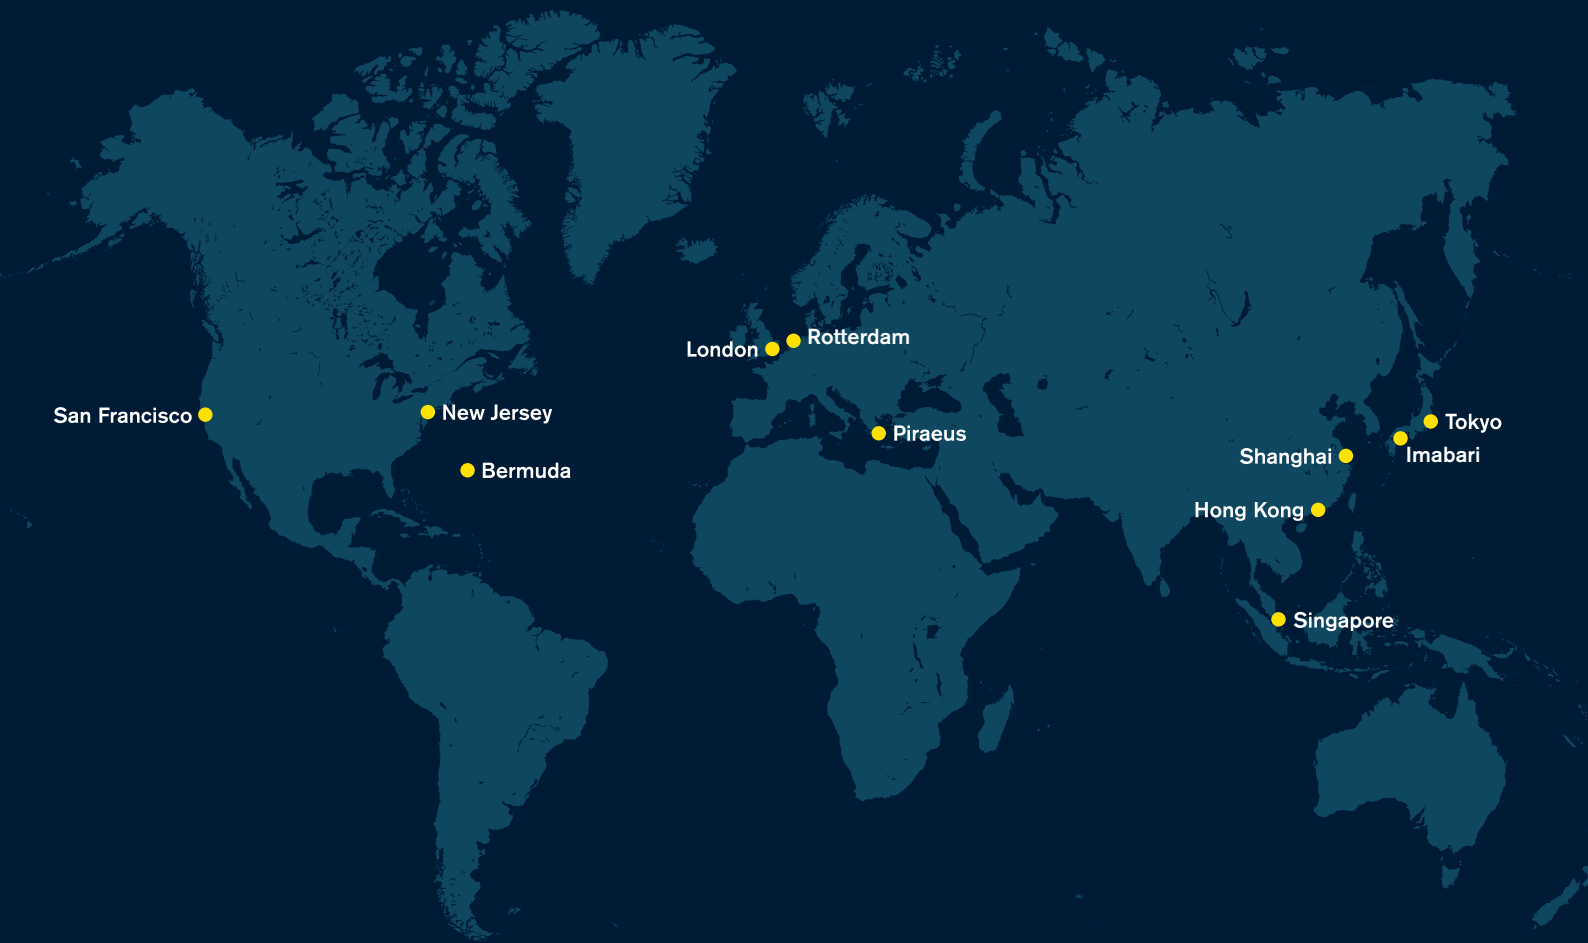 London
Rotterdam
San Francisco
New Jersey
Piraeus
Tokyo
Bermuda
Shanghai
Imabari
Hong Kong
Singapore